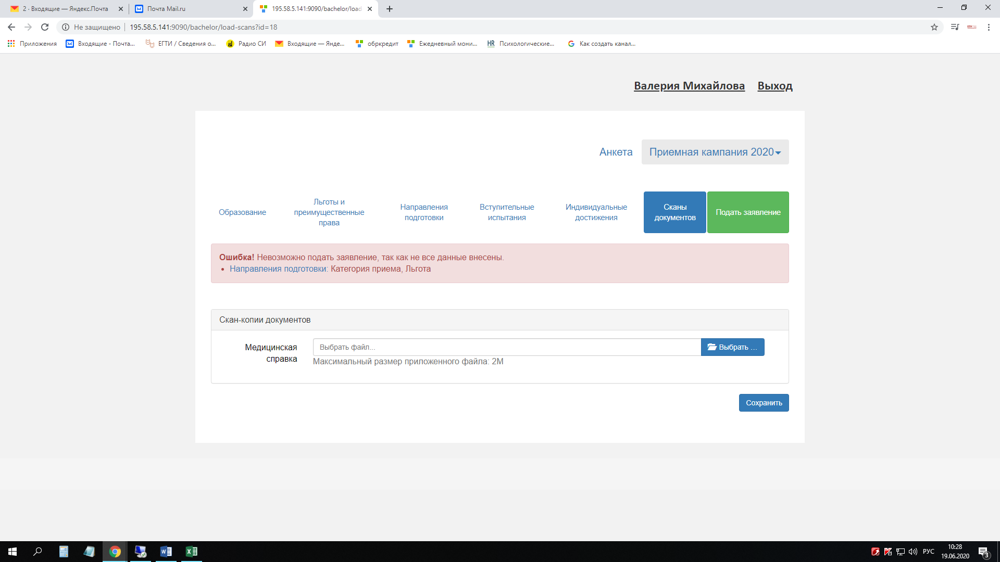 2 · Входящие — Яндекс.Почта
Почта Mail.ru
195.58.5.141:9090/bachelor/load
Не защищено
195.58.5.141:9090/bachelor/load-scans?id=18
Приложения
Входящие - Почта...
ЕГТИ / Сведения о...
Радио СИ
Входящие — Янде...
обркредит
Ежедневный мони...
HR
Психологические...
Как создать канал...
Валерия Михайлова Выход
Анкета
Приемная кампания 2020
Образование
Льготы и
преимущественные
права
Направления
подготовки
Вступительные
испытания
Индивидуальные
достижения
Сканы
документов
Подать заявление
Ошибка! Невозможно подать заявление, так как не все данные внесены.
• Направления подготовки: Категория приема, Льгота
Скан-копии документов
Медицинская
справка
Выбрать файл...
Выбрать ...
Максимальный размер приложенного файла: 2M
Сохранить
РУС
10:28
19.06.2020
3